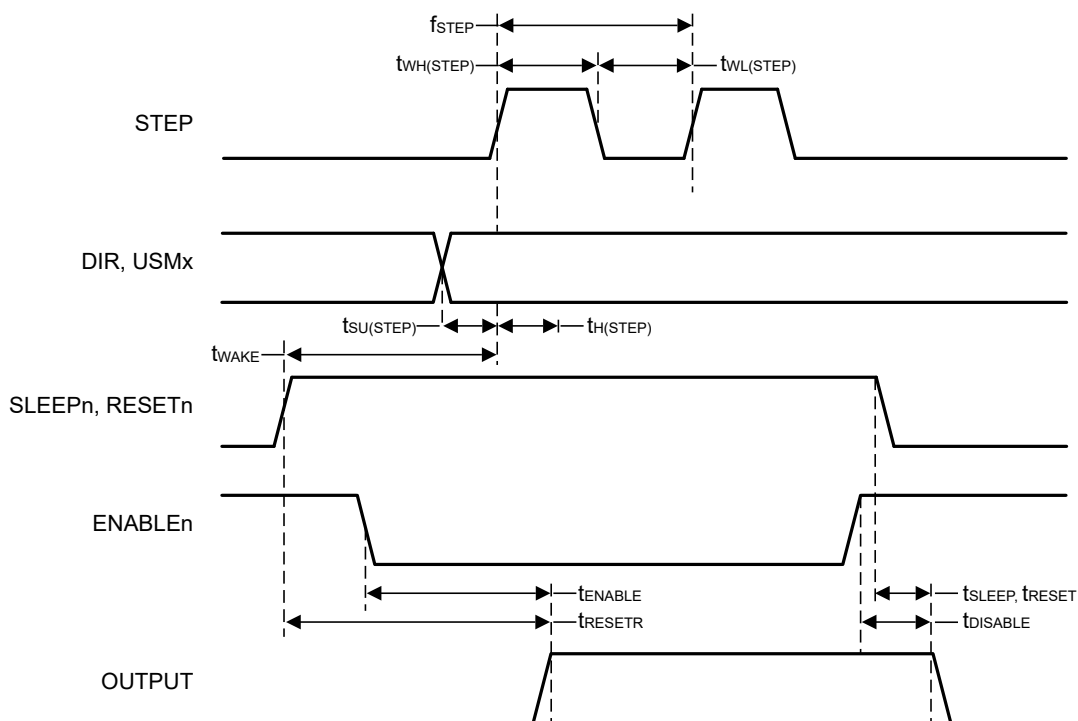 fSTEP
tWH(STEP)
tWL(STEP)
STEP
DIR, USMx
tSU(STEP)
tH(STEP)
tWAKE
SLEEPn, RESETn
ENABLEn
tENABLE
tSLEEP, tRESET
tRESETR
tDISABLE
OUTPUT